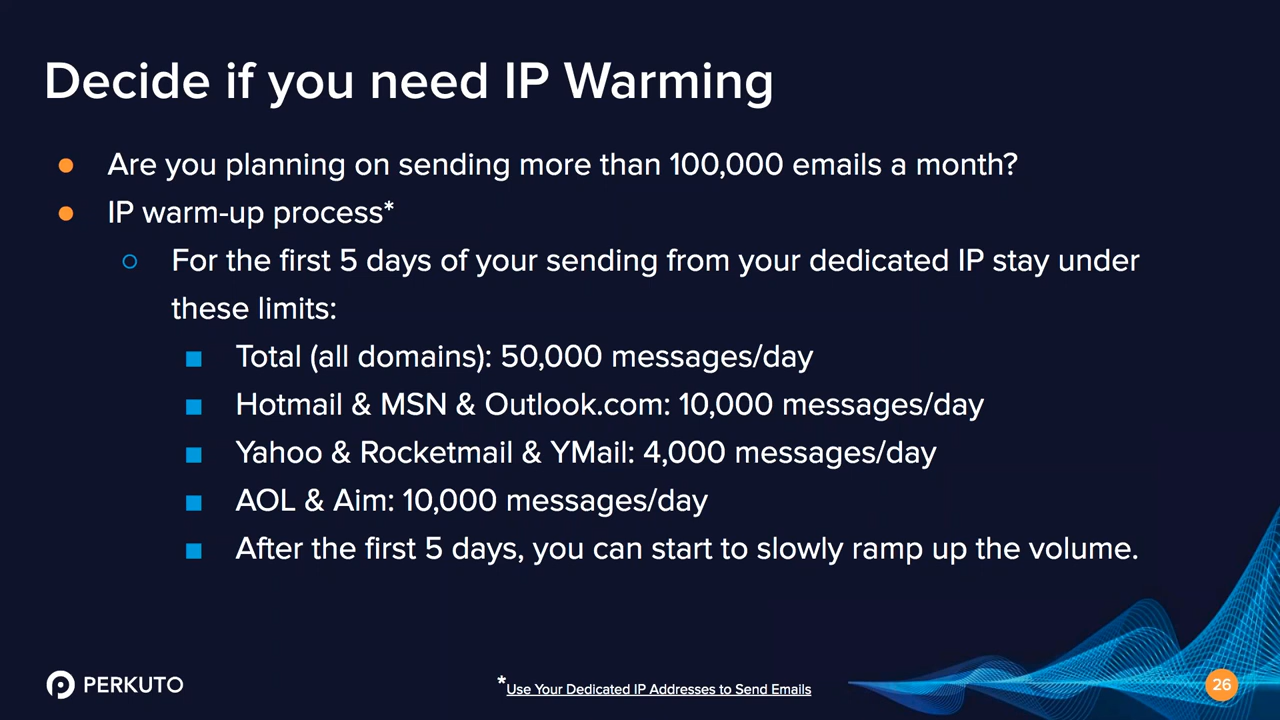 Decide if you need IP Warming
● Are you planning on sending more than 100,000 emails a month?
● IP warm-up process*
○ For the first 5 days of your sending from your dedicated IP stay under
these limits:
■ Total (all domains): 50,000 messages/day
■ Hotmail & MSN & Outlook.com: 10,000 messages/day
■ Yahoo & Rocketmail & YMail: 4,000 messages/day
■ AOL & Aim: 10,000 messages/day
■ After the first 5 days, you can start to slowly ramp up the volume.
PERKUTO
*Use Your Dedicated IP Addresses to Send Emails
26